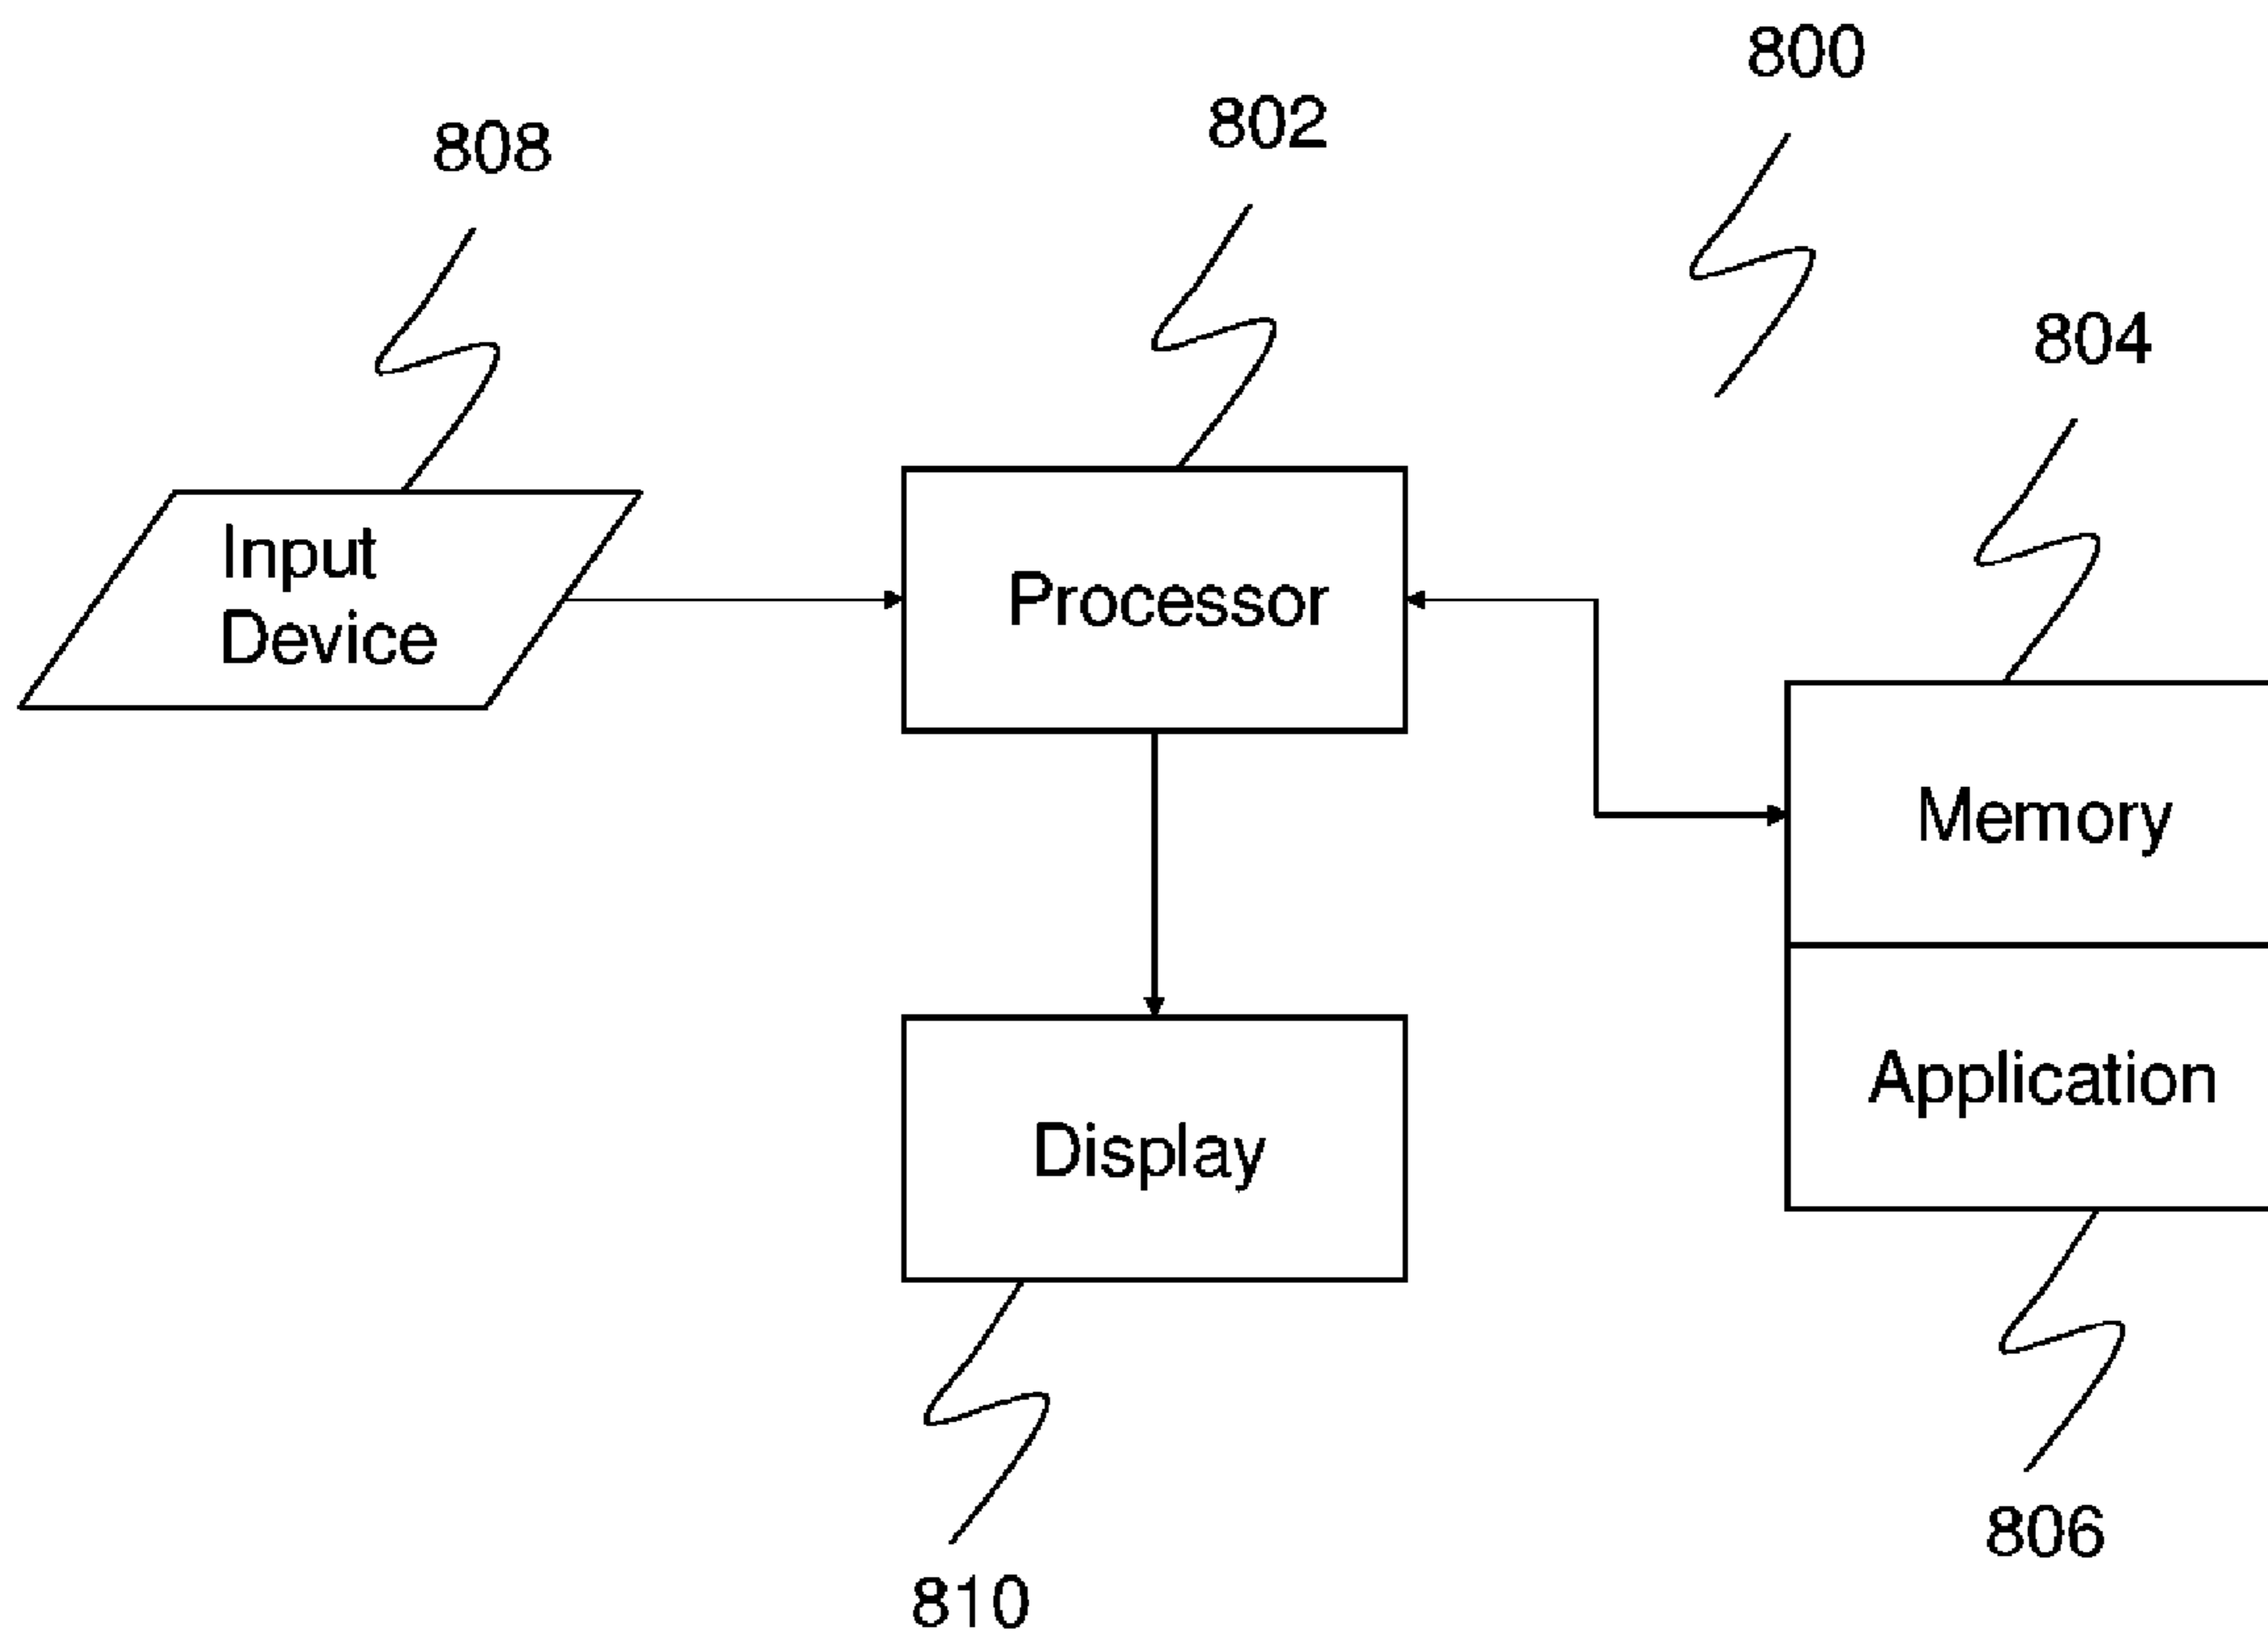 800
802
808
804
Input
Device
Processor
Memory
Application
Display
806
810